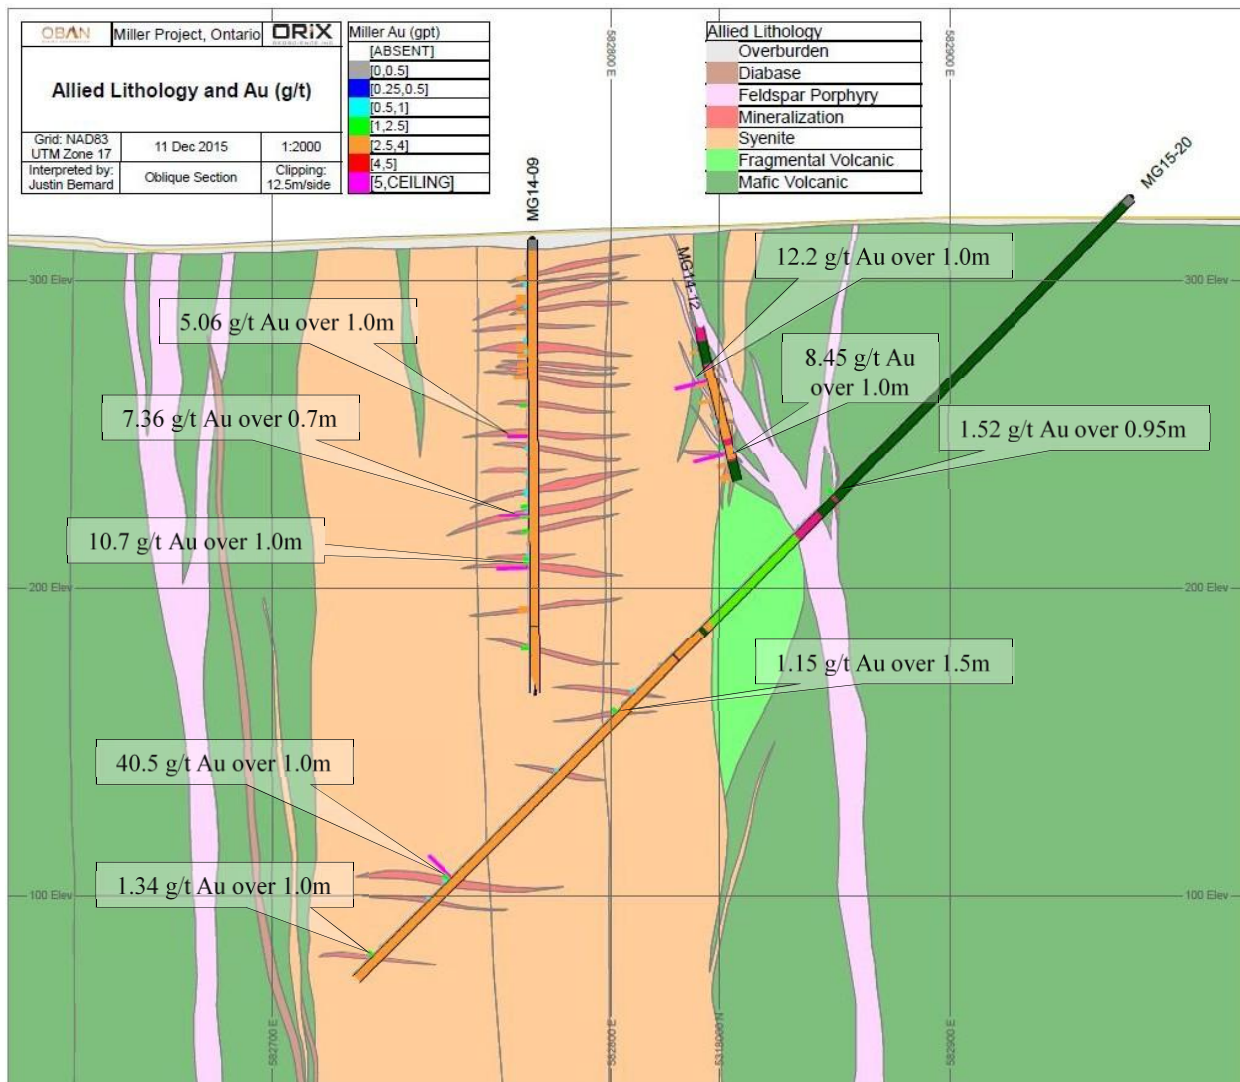 OBAN
Miller Project, Ontario
ORIX
Allied Lithology and Au (g/t)
Grid: NAD83
UTM Zone 17
11 Dec 2015
1:2000
Interpreted by:
Justin Bernard
Oblique Section
Clipping:
12.5m/side
Miller Au (gpt)
[ABSENT]
[0,0.5]
[0.25,0.5]
[0.5,1]
[1,2.5]
[2.5,4]
[4,5]
[5,CEILING]
Allied Lithology
Overburden
Diabase
Feldspar Porphyry
Mineralization
Syenite
Fragmental Volcanic
Mafic Volcanic
582800 E
582900 E
MG14-09
MG15-20
MG14-12
300 Elev
300 Elev
12.2 g/t Au over 1.0m
5.06 g/t Au over 1.0m
8.45 g/t Au
over 1.0m
7.36 g/t Au over 0.7m
1.52 g/t Au over 0.95m
10.7 g/t Au over 1.0m
200 Elev
200 Elev
1.15 g/t Au over 1.5m
40.5 g/t Au over 1.0m
1.34 g/t Au over 1.0m
100 Elev
100 Elev
582700 E
582800 E
5318000 N
582900 E